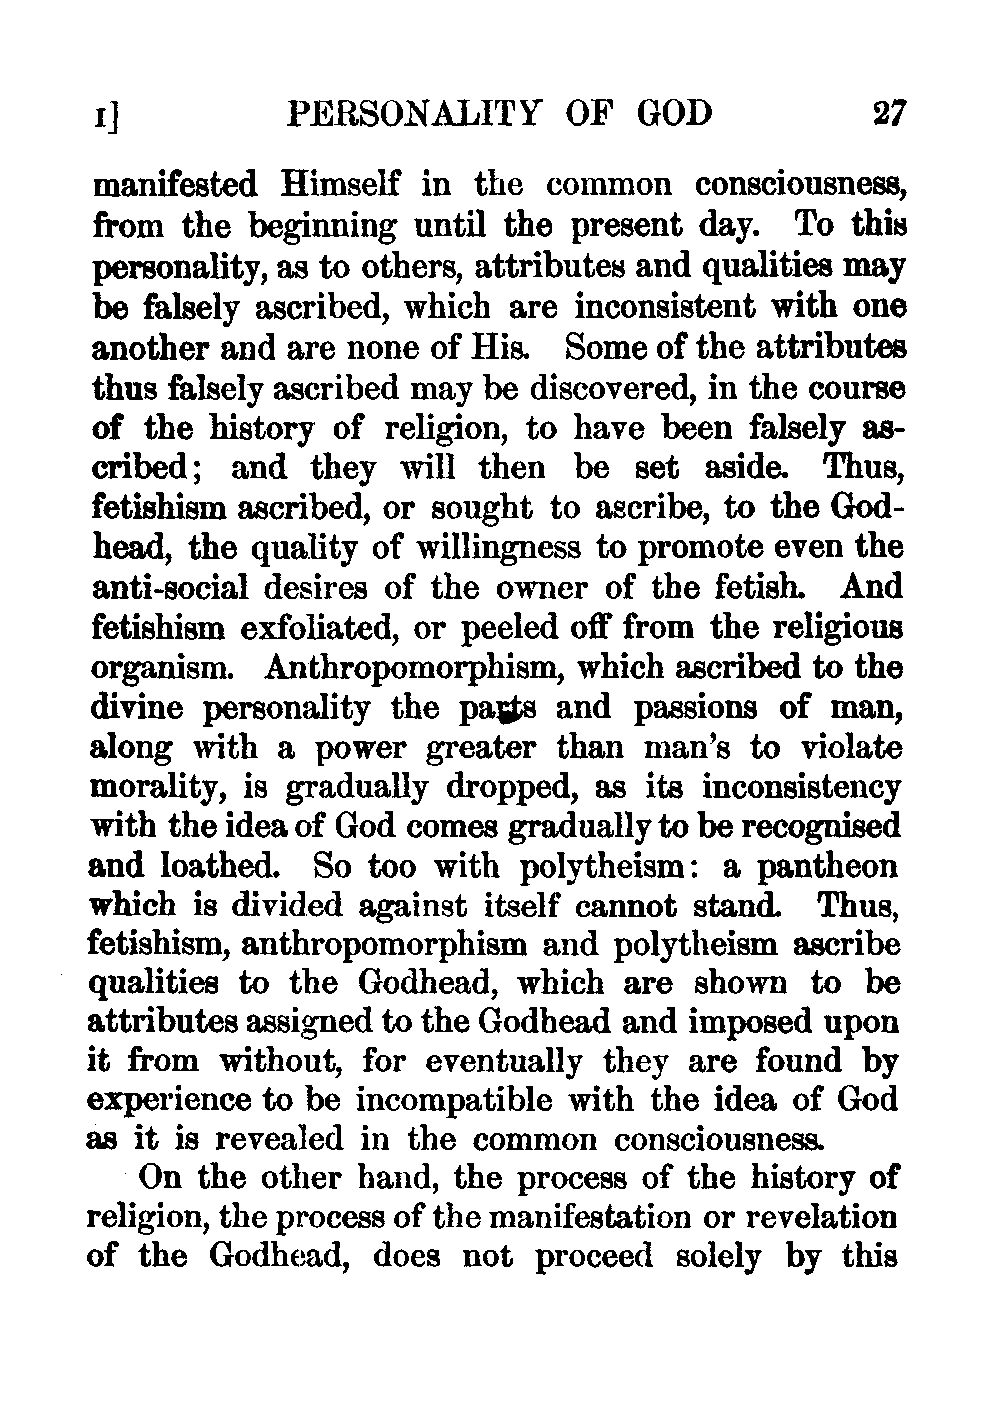 I] PERSONALITY OF GOD 27
manifested Himself in the common consciousness,
from the beginning until the present day. To this
personality, as to others, attributes and qualities may
be falsely ascribed, which are inconsistent with one
another and are none of His. Some of the attributes
thus falsely ascribed may be discovered, in the course
of the history of religion, to have been falsely as-
cribed; and they will then be set aside. Thus,
fetishism ascribed, or sought to ascribe, to the God-
head, the quality of willingness to promote even the
anti-social desires of the owner of the fetish. And
fetishism exfoliated, or peeled off from the religious
organism. Anthropomorphism, which ascribed to the
divine personality the parts and passions of man,
along with a power greater than man's to violate
morality, is gradually dropped, as its inconsistency
with the idea of God comes gradually to be recognised
and loathed. So too with polytheism: a pantheon
which is divided against itself cannot stand. Thus,
fetishism, anthropomorphism and polytheism ascribe
qualities to the Godhead, which are shown to be
attributes assigned to the Godhead and imposed upon
it from without, for eventually they are found by
experience to be incompatible with the idea of God
as it is revealed in the common consciousness.
On the other hand, the process of the history of
religion, the process of the manifestation or revelation
of the Godhead, does not proceed solely by this